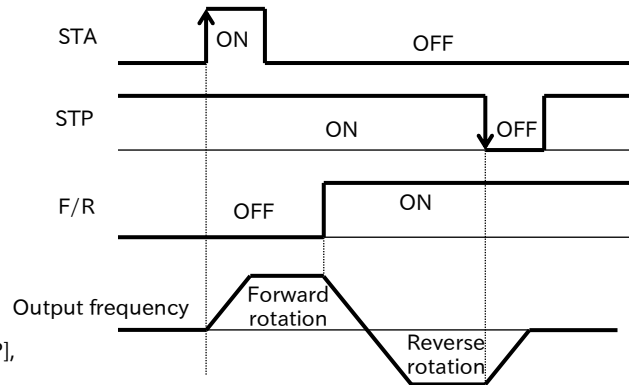 STA
ON
OFF
STP
ON
OFF
F/R
OFF
ON
Output frequency
Forward
rotation
Reverse
rotation
],